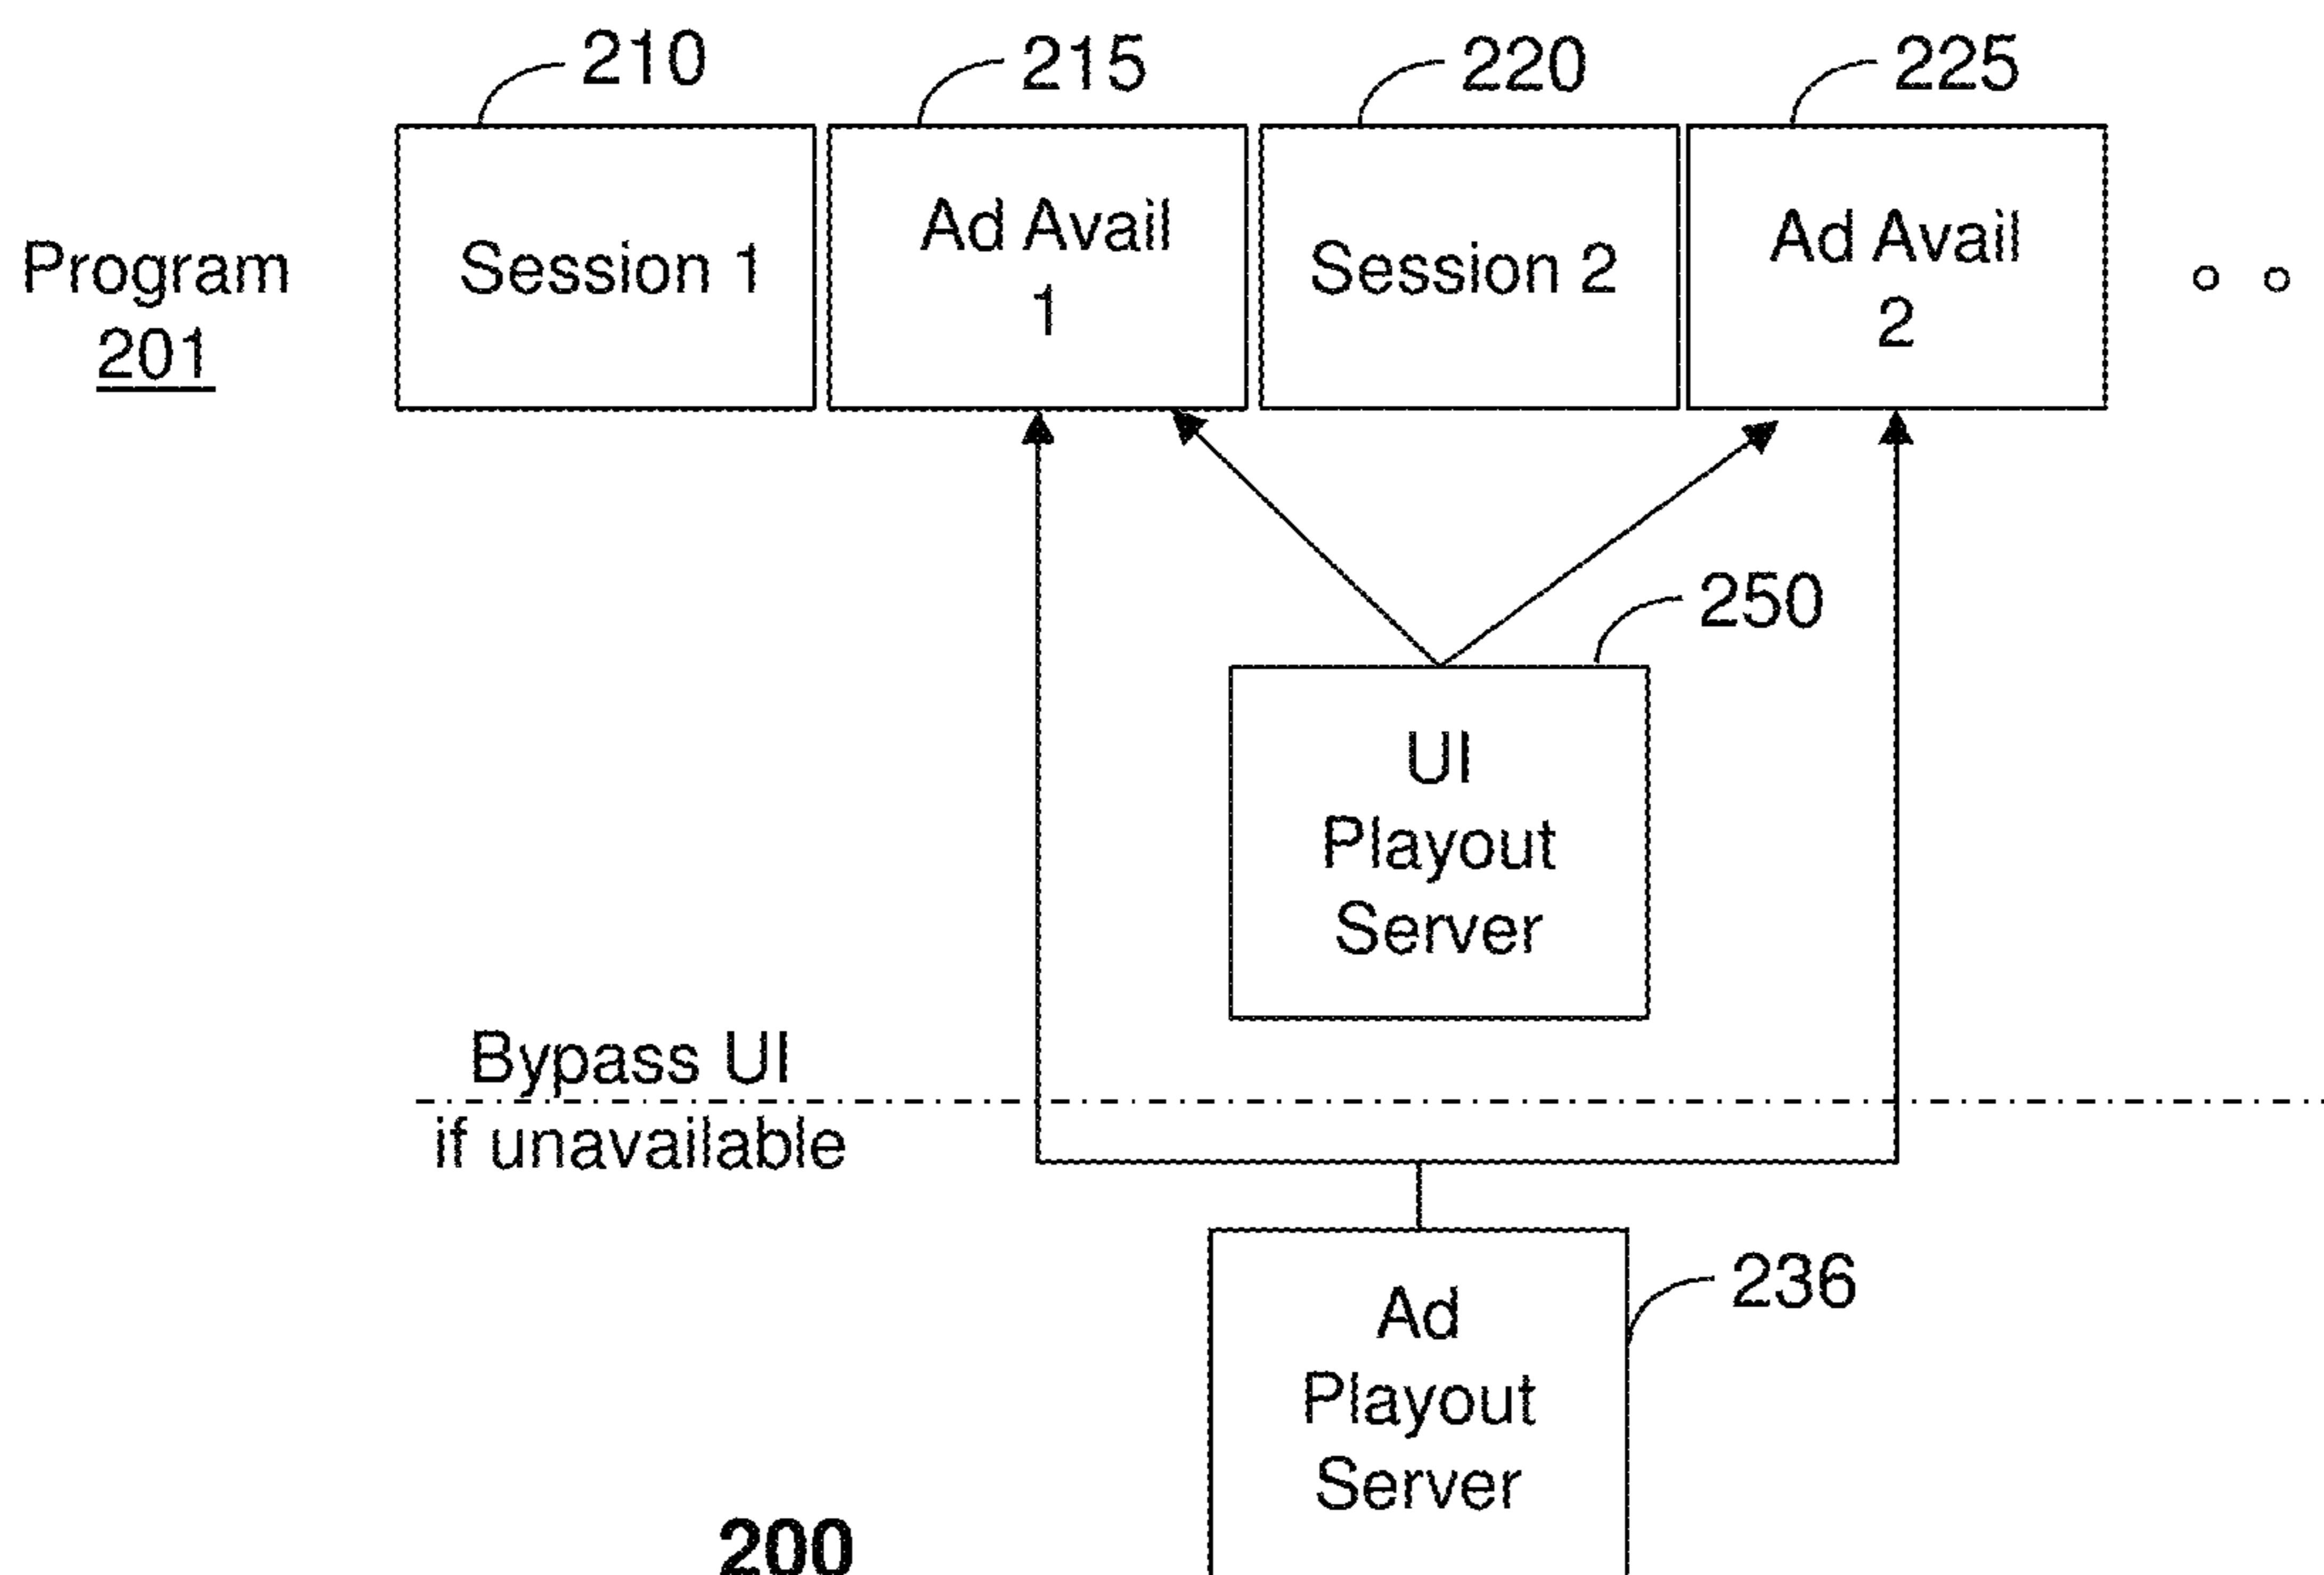 210
215
220
225
Program
201
Session 1
Ad Avail
1
Session 2
Ad Avail
2
250
UI
Playout
Server
Bypass UI
if unavailable
236
Ad
Playout
Server
200